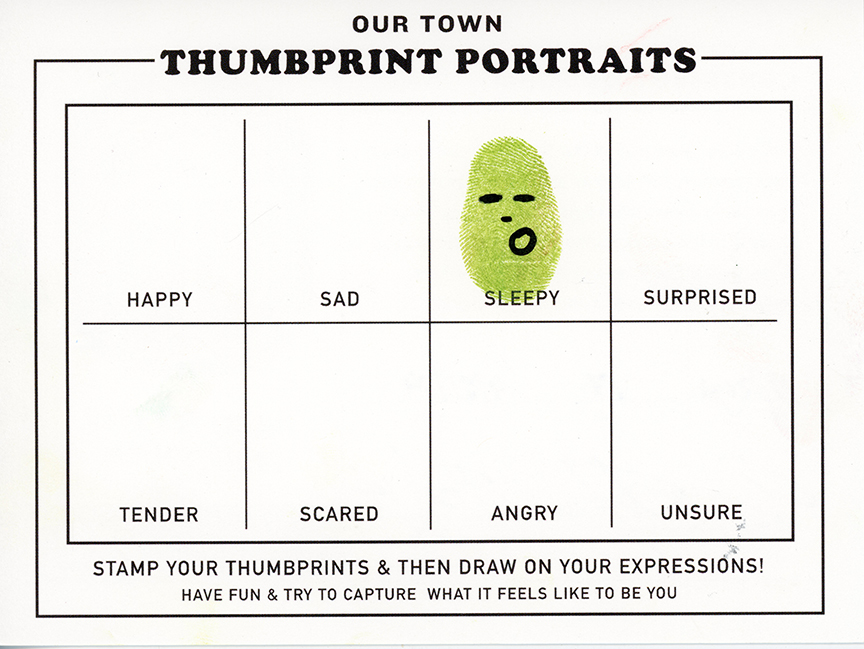 OUR TOWN
THUMBPRINT PORTRAITS
HAPPY SAD SLEEPY SURPRISED
TENDER SCARED ANGRY UNSURE
STAMP YOUR THUMBPRINTS & THEN DRAW ON YOUR EXPRESSIONS!
HAVE FUN & TRY TO CAPTURE WHAT IT FEELS LIKE TO BE YOU